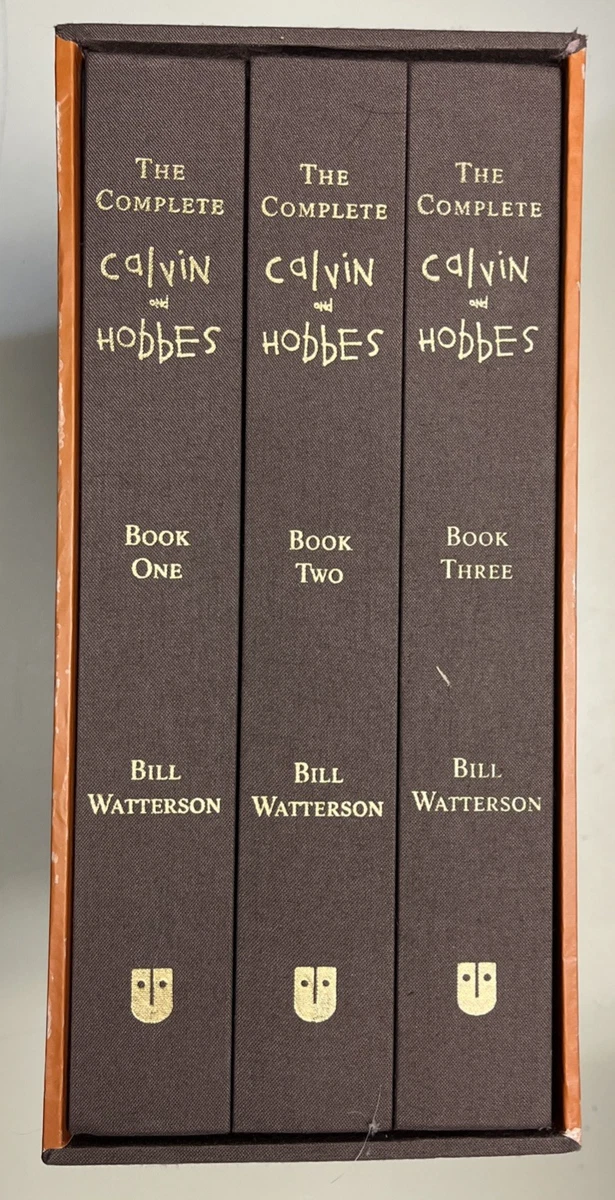 The
Complete
Calvin
and
Hobbes
Book
One
Bill
Watterson
The
Complete
Calvin
and
Hobbes
Book
Two
Bill
Watterson
The
Complete
Calvin
and
Hobbes
Book
Three
Bill
Watterson